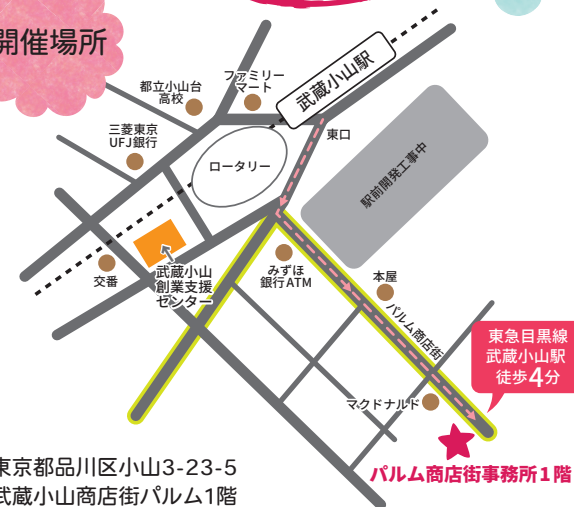 開催場所
ファミリー
マート
都立小山台
高校
武蔵小山駅
三菱東京
UFJ銀行
東口
ロータリー
駅前開発工事中
交番
武蔵小山
創業支援
センター
みずほ
銀行ATM
本屋
パルム商店街
東急目黒線
武蔵小山駅
徒歩4分
マクドナルド
パルム商店街事務所1階
東京都品川区小山3-23-5
武蔵小山商店街パルム1階